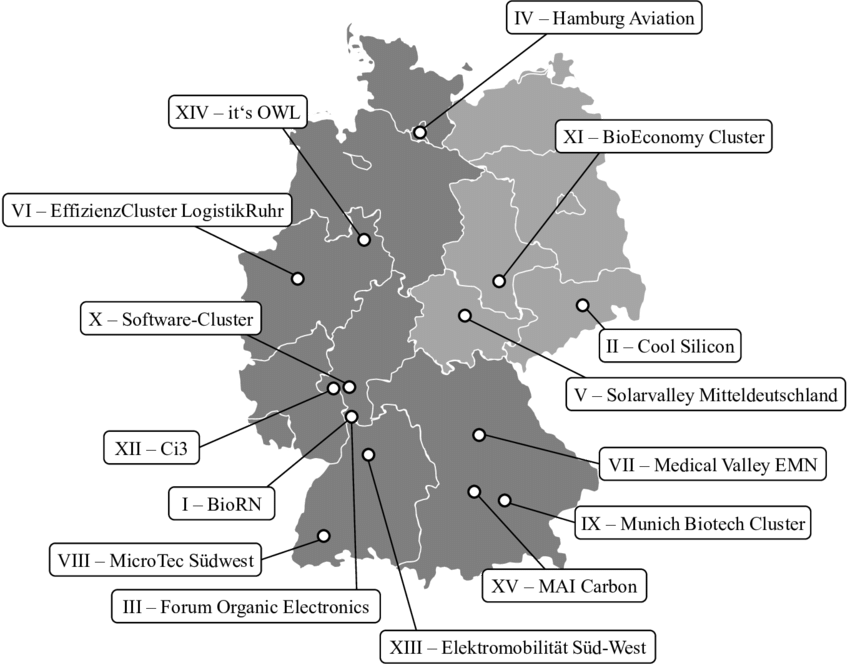 IV – Hamburg Aviation
XIV – it‘s OWL
XI – BioEconomy Cluster
VI – EffizienzCluster LogistikRuhr
X – Software-Cluster
II – Cool Silicon
V – Solarvalley Mitteldeutschland
XII – Ci3
VII – Medical Valley EMN
I – BioRN
IX – Munich Biotech Cluster
VIII – MicroTec Südwest
XV – MAI Carbon
III – Forum Organic Electronics
XIII – Elektromobilität Süd-West